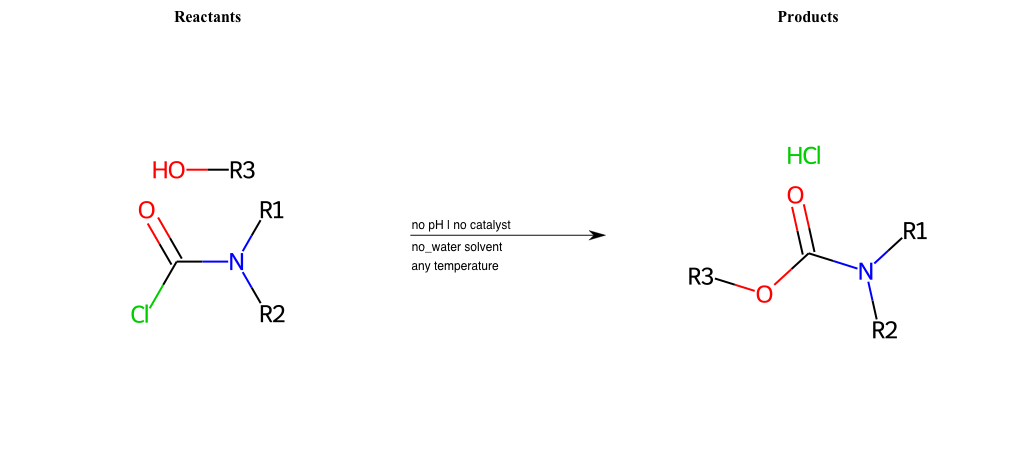 Reactants
Products
HO R3
O R1
N
Cl R2
no pH | no catalyst
no_water solvent
any temperature
HCl
O
R1
R3 N
O
R2